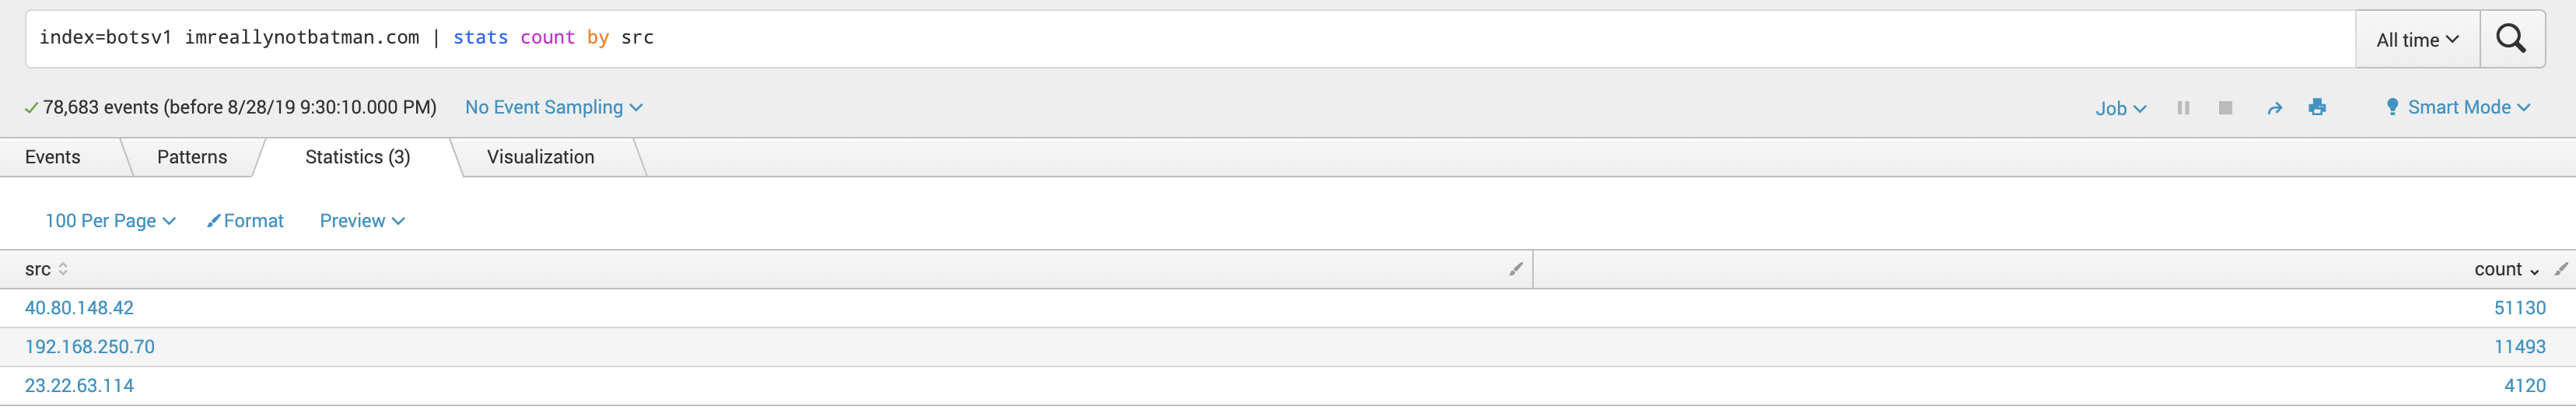 index=botsv1 imreallynotbatman.com | stats count by src
All time
78,683 events (before 8/28/19 9:30:10.000 PM) No Event Sampling
Job Smart Mode
Events Patterns Statistics (3) Visualization
100 Per Page Format Preview
src count
40.80.148.42 51130
192.168.250.70 11493
23.22.63.114 4120